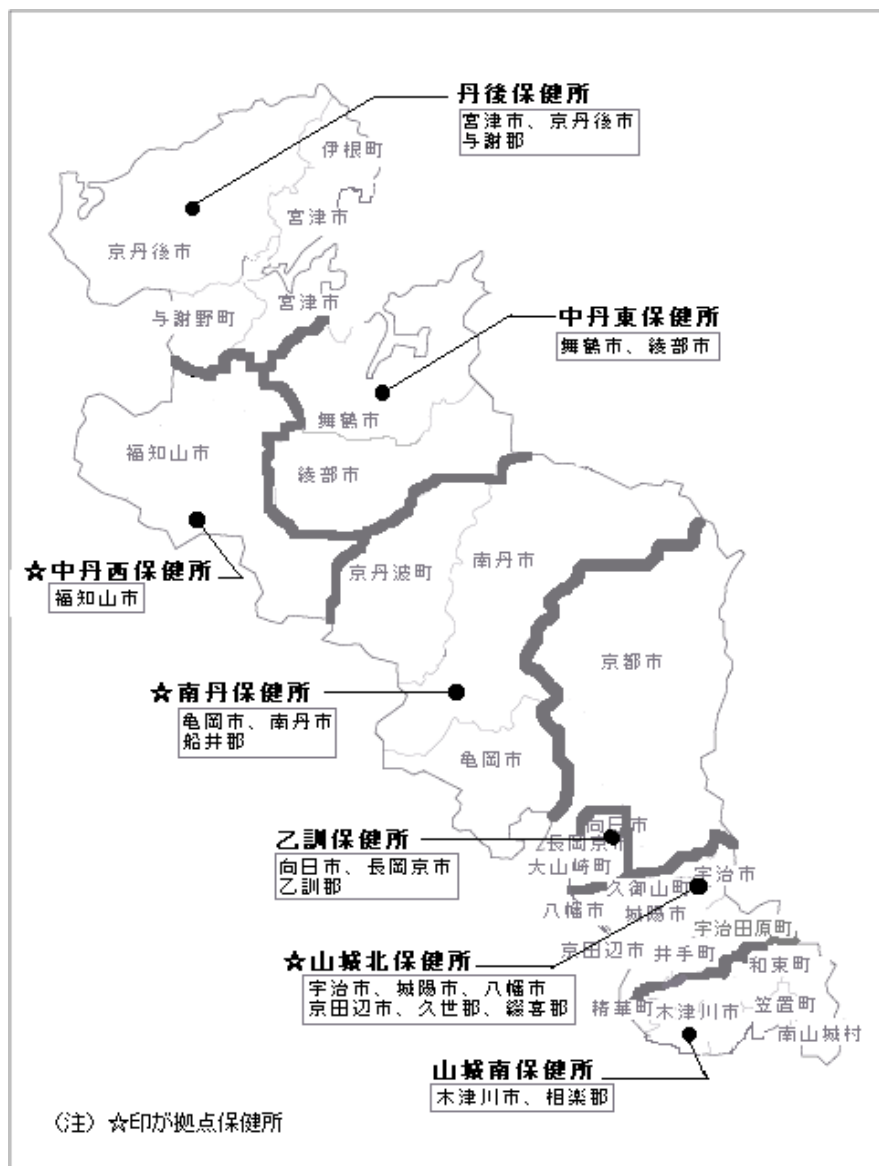 丹後保健所
宮津市、京丹後市
与謝郡
伊根町
宮津市
京丹後市
宮津市
与謝野町
中丹東保健所
舞鶴市、綾部市
舞鶴市
福知山市
綾部市
南丹市
☆中丹西保健所
京丹波町
福知山市
京都市
☆南丹保健所
亀岡市、南丹市
船井郡
亀岡市
向日市
乙訓保健所
長岡京市
向日市、長岡京市
乙訓郡
大山崎町
宇治市
久御山町
八幡市
城陽市
宇治田原町
京田辺市
井手町
☆山城北保健所
和束町
宇治市、城陽市、八幡市
京田辺市、久世郡、綴喜郡
精華町
木津川市
笠置町
南山城村
山城南保健所
木津川市、相楽郡
（注）☆印が拠点保健所